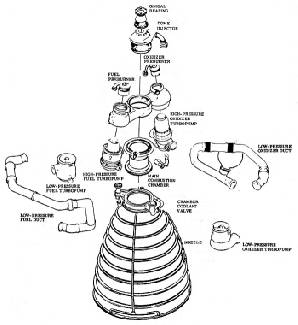 GIMBAL
BEARING
POWER
INJECTOR
OXIDIZER
PREBURNER
FUEL
PREBURNER
HIGH-PRESSURE
OXIDIZER
TURBOPUMP
LOW-PRESSURE
OXIDIZER DUCT
LOW-PRESSURE
FUEL TURBOPUMP
HIGH-PRESSURE
FUEL TURBOPUMP
MAIN
COMBUSTION
CHAMBER
LOW-PRESSURE
FUEL DUCT
CHAMBER
COOLANT
VALVE
NOZZLE
LOW-PRESSURE
OXIDIZER TURBOPUMP